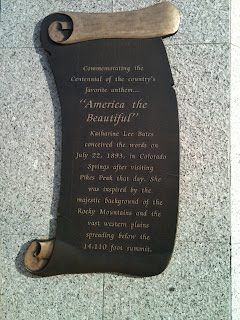 Commemorating the
Centennial of the country's
favorite anthem...
"America the
Beautiful"
Katharine Lee Bates
conceived the words on
July 22, 1893, in Colorado
Springs after visiting
Pikes Peak that day. She
was inspired by the
majestic background of the
Rocky Mountains and the
vast western plains
spreading below the
14,110 foot summit.